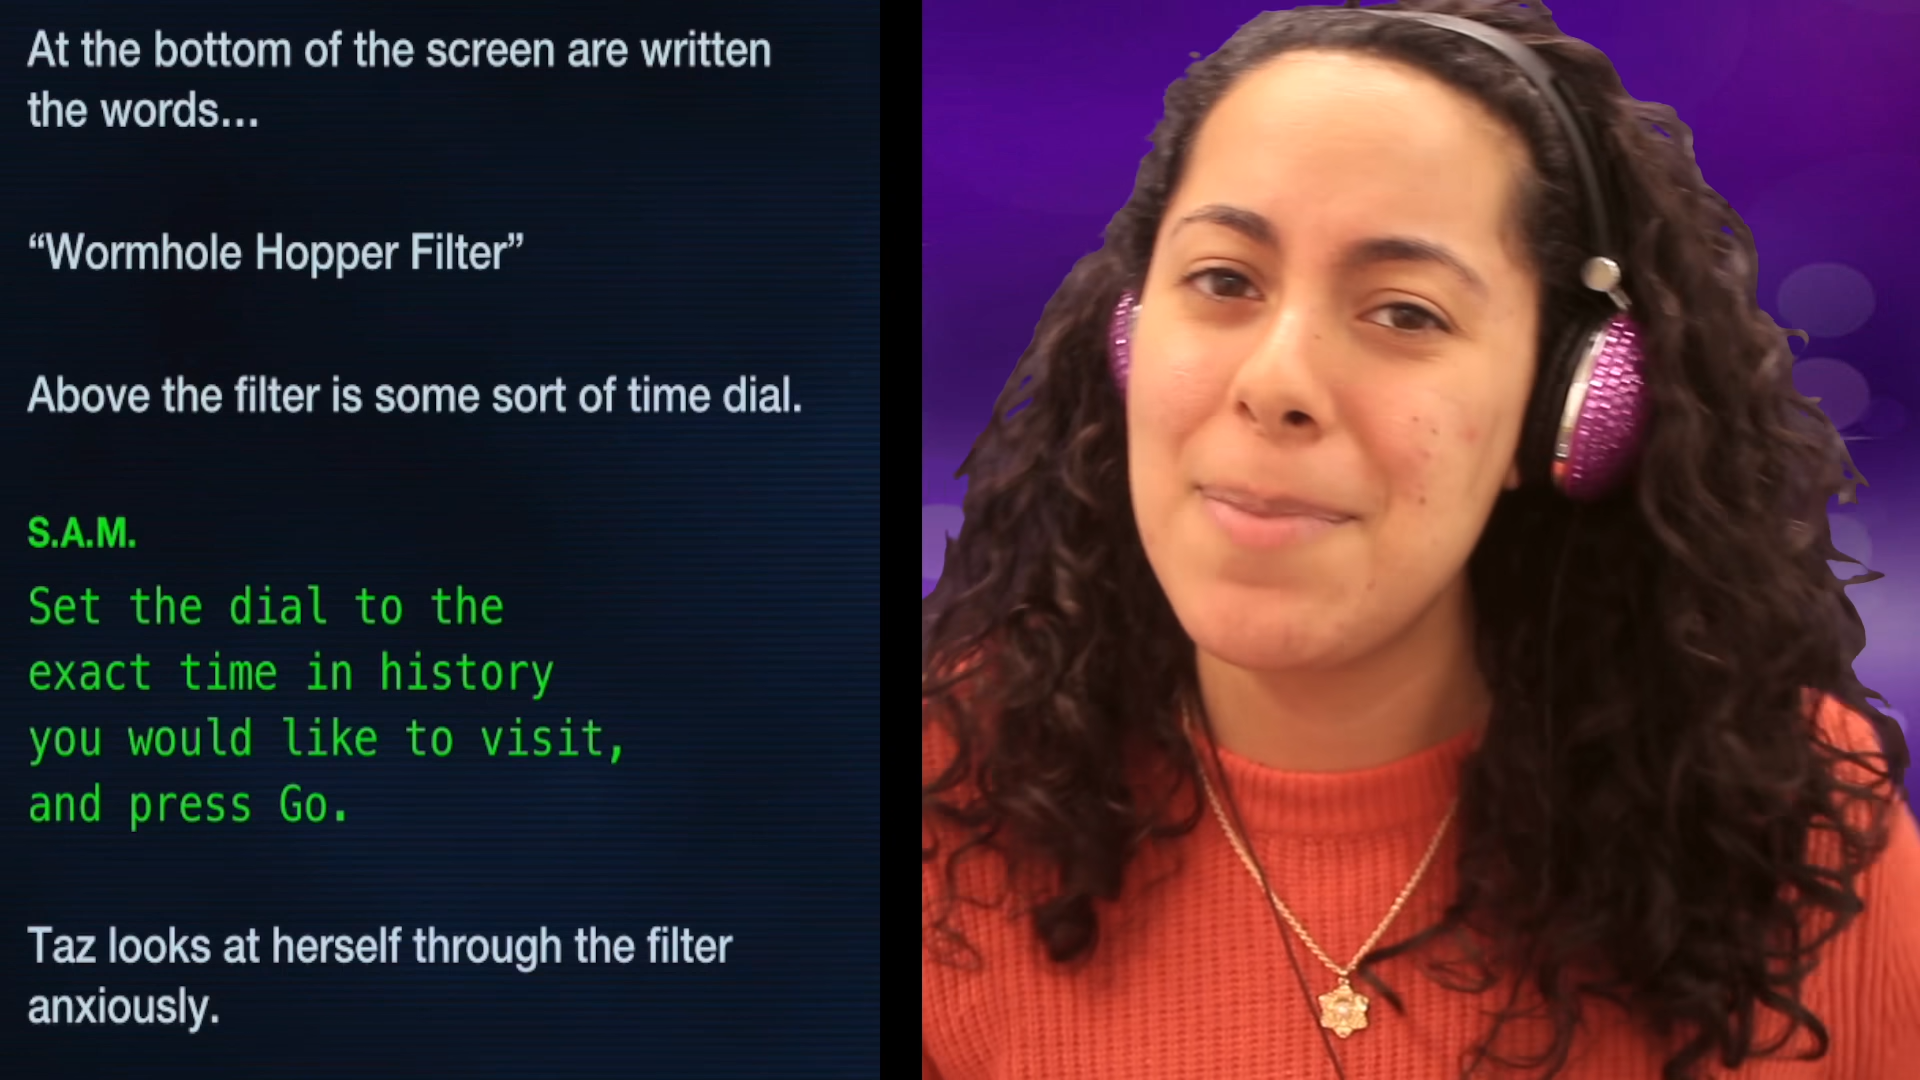 At the bottom of the screen are written
the words…
“Wormhole Hopper Filter”
Above the filter is some sort of time dial.
S.A.M.
Set the dial to the
exact time in history
you would like to visit,
and press Go.
Taz looks at herself through the filter
anxiously.